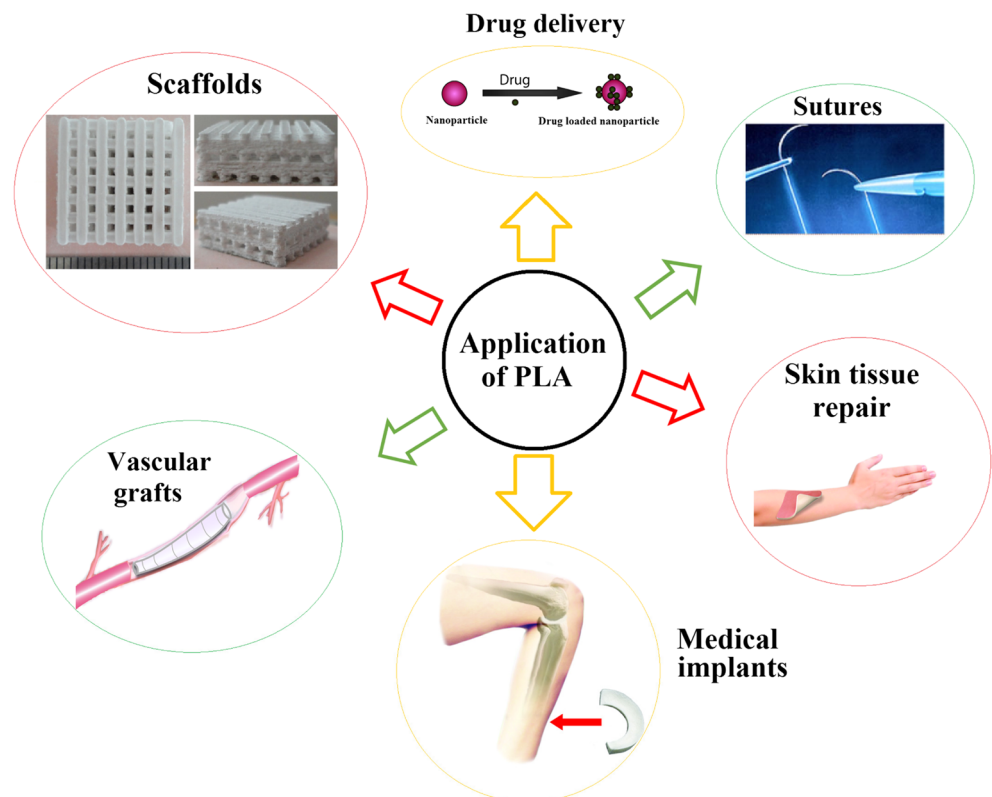 Drug delivery
Scaffolds
Drug
Nanoparticle
Drug loaded nanoparticle
Sutures
Application
of PLA
Skin tissue
repair
Vascular
grafts
Medical
implants